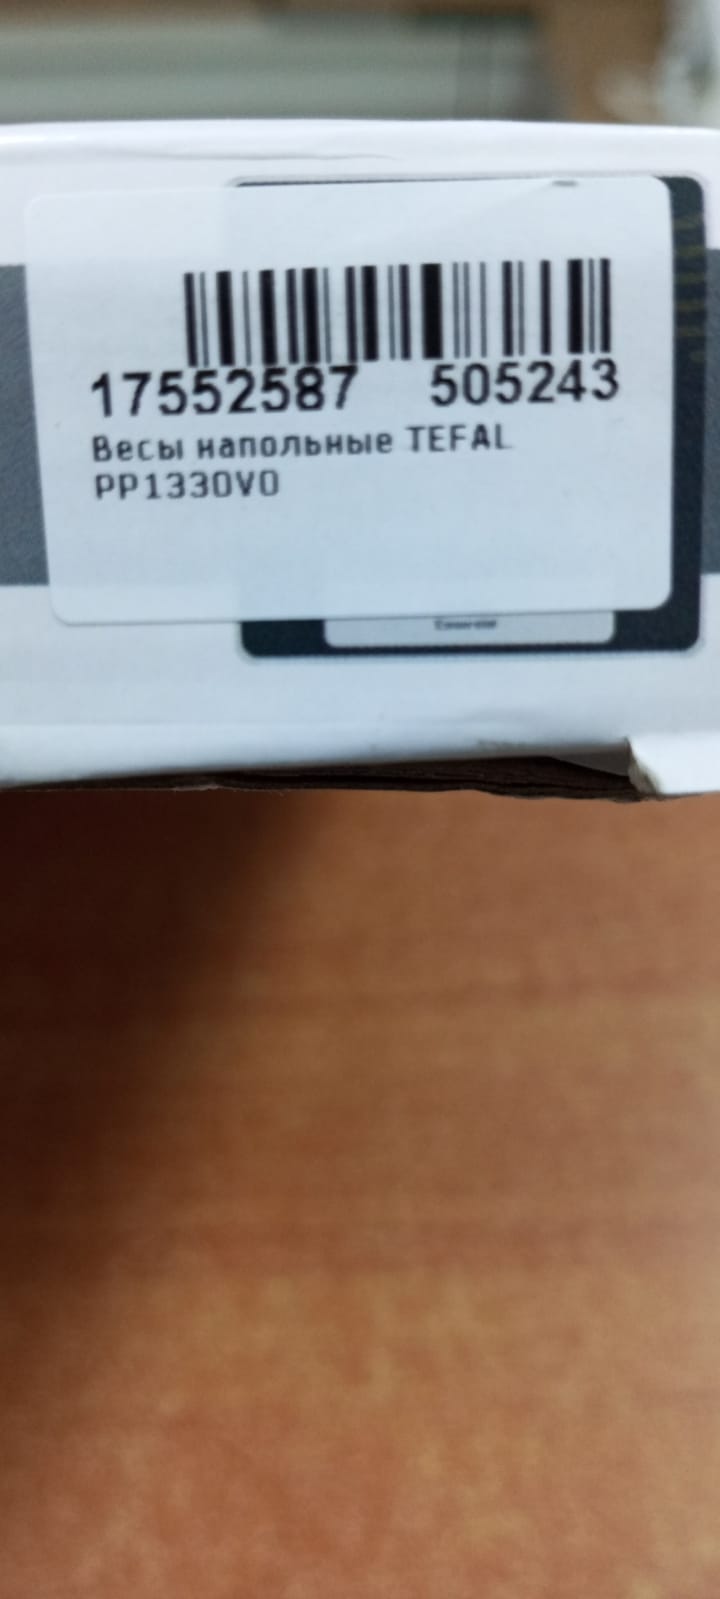 17552587 505243
Весы напольные TEFAL
PP1330V0